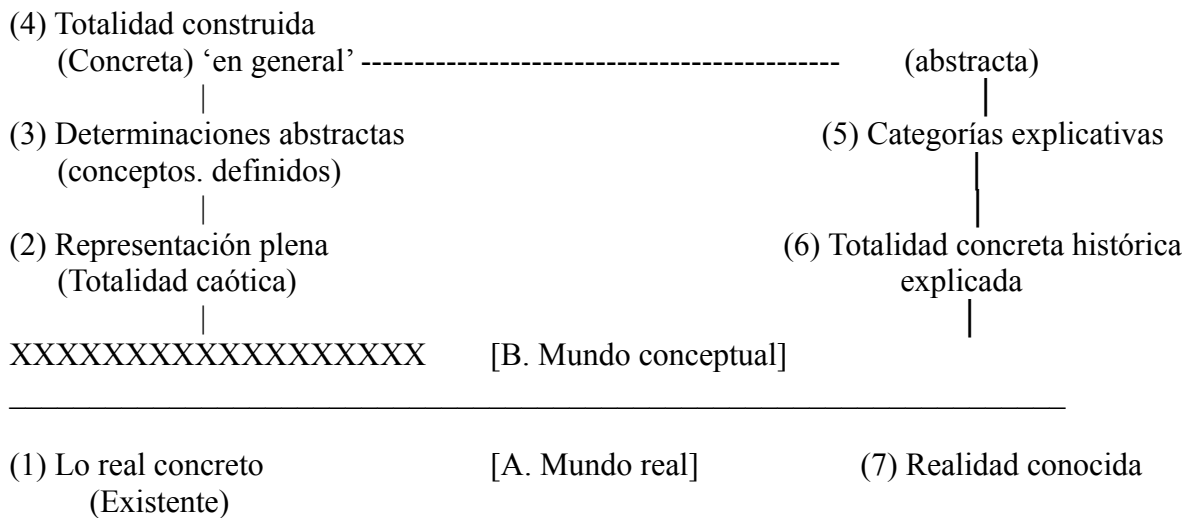 (4) Totalidad construida
(Concreta) ‘en general’ --------------------------------------------- (abstracta)
(3) Determinaciones abstractas (5) Categorías explicativas
(conceptos. definidos)
(2) Representación plena (6) Totalidad concreta histórica
(Totalidad caótica) explicada
XXXXXXXXXXXXXXXXXX [B. Mundo conceptual]
(1) Lo real concreto [A. Mundo real] (7) Realidad conocida
(Existente)